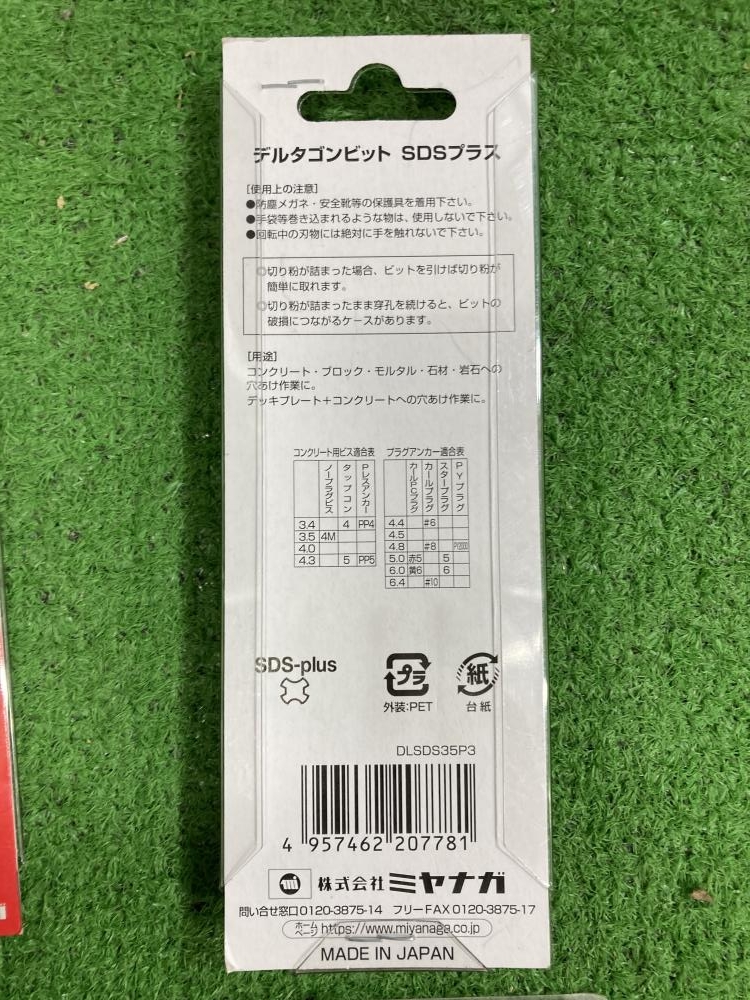 デルタゴンビット SDSプラス
[使用上の注意]
●防塵メガネ・安全靴等の保護具を着用下さい。
●手袋等巻き込まれるような物は、使用しないで下さい。
●回転中の刃物には絶対に手を触れないで下さい。
◎切り粉が詰まった場合、ビットを引けば切り粉が
簡単に取れます。
◎切り粉が詰まったまま穿孔を続けると、ビットの
破損につながるケースがあります。
[用途]
コンクリート・ブロック・モルタル・石材・岩石への
穴あけ作業に。
デッキプレート+コンクリートへの穴あけ作業に。
コンクリート用ビス適合表
ノープラグビス タップコン Pレスアンカー
3.4 4 PP4
3.5 4M
4.0
4.3 5 PP5
プラグアンカー適合表
カールPCプラグ カールプラグ スタープラグ PYプラグ
4.4 #6
4.5
4.8 #8 PY2000
5.0 赤5 5
6.0 黄6 6
6.4 #10
SDS-plus
プラ
外装:PET
紙
台紙
DLSDS35P3
4 957462 207781
株式会社ミヤナガ
問い合せ窓口0120-3875-14 フリーFAX0120-3875-17
ホームページ https://www.miyanaga.co.jp
MADE IN JAPAN